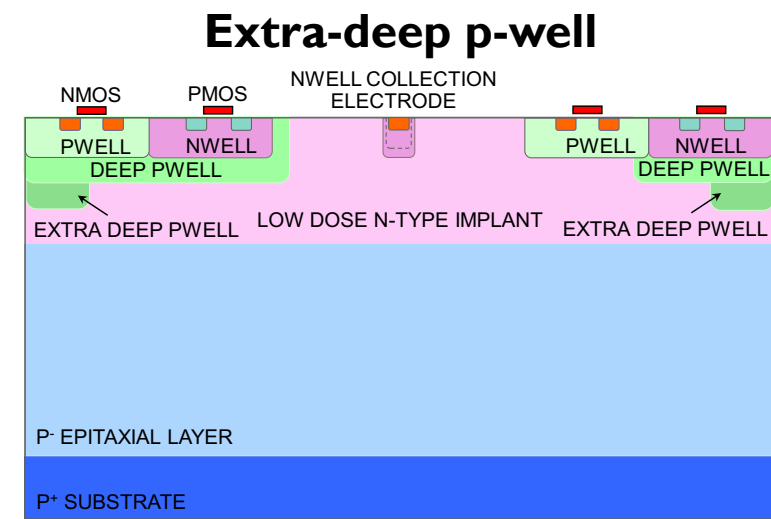 Extra-deep p-well
NWELL COLLECTION
ELECTRODE
NMOS
PMOS
PWELL
NWELL
PWELL
NWELL
DEEP PWELL
DEEP PWELL
EXTRA DEEP PWELL
LOW DOSE N-TYPE IMPLANT
EXTRA DEEP PWELL
P⁻ EPITAXIAL LAYER
P⁺ SUBSTRATE